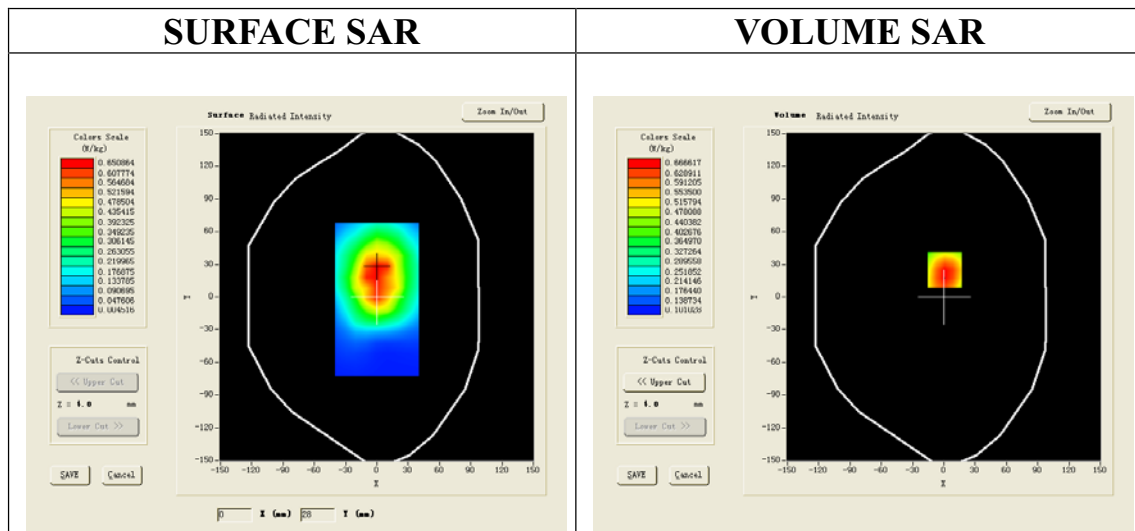 SURFACE SAR
VOLUME SAR
Surface Radiated Intensity
Zoom In/Out
Colors Scale
(W/kg)
0.650864
0.607774
0.564684
0.521594
0.478504
0.435415
0.392325
0.349235
0.306145
0.263055
0.219965
0.176875
0.133785
0.090695
0.047606
0.004516
150
120
90
60
30
0
-30
-60
-90
-120
-150
Y
-150 -120 -90 -60 -30 0 30 60 90 120 150
X
Z-Cuts Control
<< Upper Cut
Z = 4.0 mm
Lower Cut >>
SAVE Cancel
0 X (mm) 28 Y (mm)
Volume Radiated Intensity
Zoom In/Out
Colors Scale
(W/kg)
0.666617
0.628911
0.591205
0.553500
0.515794
0.478088
0.440382
0.402676
0.364970
0.327264
0.289558
0.251852
0.214146
0.176440
0.138734
0.101028
150
120
90
60
30
0
-30
-60
-90
-120
-150
Y
-150 -120 -90 -60 -30 0 30 60 90 120 150
X
Z-Cuts Control
<< Upper Cut
Z = 4.0 mm
Lower Cut >>
SAVE Cancel